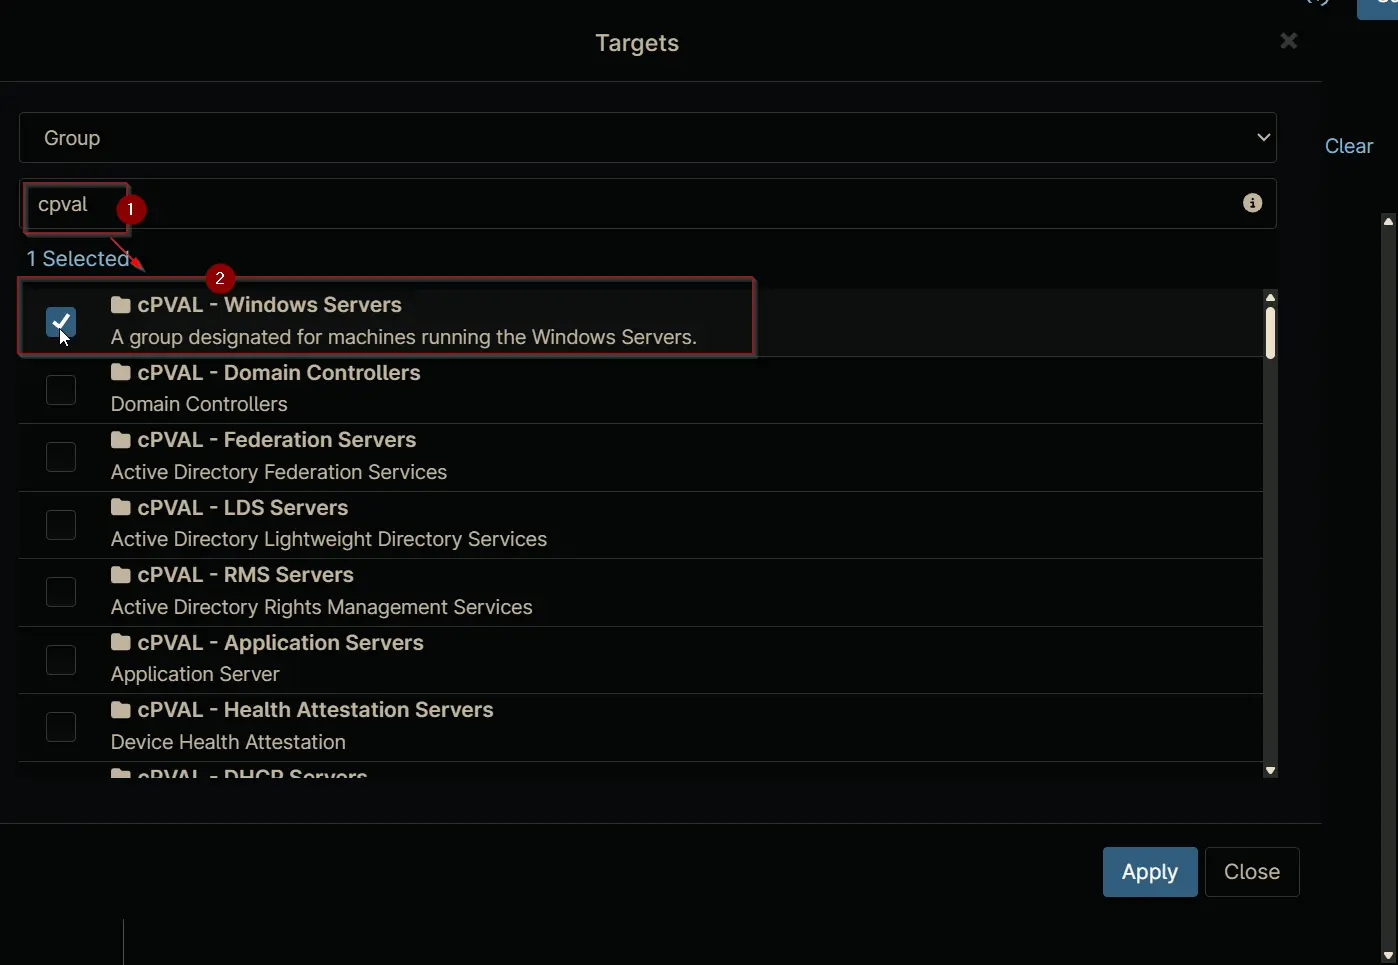 Targets
Group
Clear
cpval
1
1 Selected
2
cPVAL - Windows Servers
A group designated for machines running the Windows Servers.
cPVAL - Domain Controllers
Domain Controllers
cPVAL - Federation Servers
Active Directory Federation Services
cPVAL - LDS Servers
Active Directory Lightweight Directory Services
cPVAL - RMS Servers
Active Directory Rights Management Services
cPVAL - Application Servers
Application Server
cPVAL - Health Attestation Servers
Device Health Attestation
cPVAL - DHCP Servers
Apply
Close